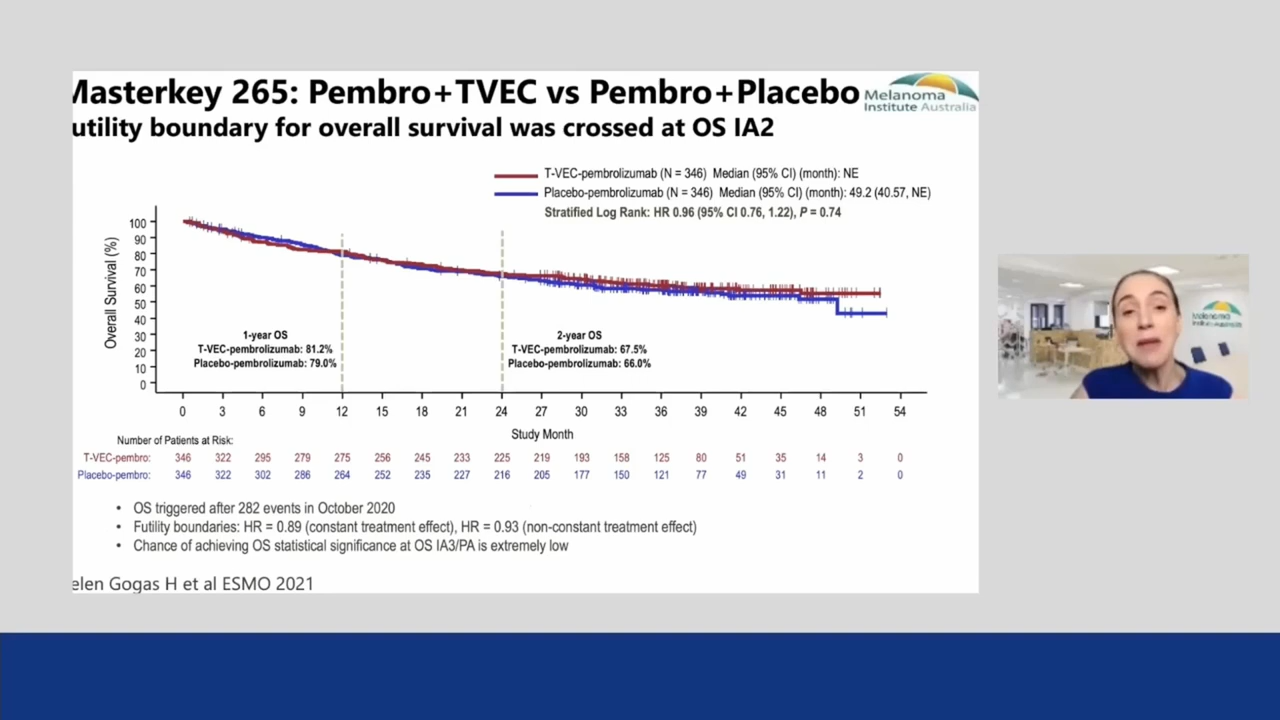 Masterkey 265: Pembro+TVEC vs Pembro+Placebo
utility boundary for overall survival was crossed at OS IA2
Melanoma
Institute Australia
T-VEC-pembrolizumab (N = 346) Median (95% CI) (month): NE
Placebo-pembrolizumab (N = 346) Median (95% CI) (month): 49.2 (40.57, NE)
Stratified Log Rank: HR 0.96 (95% CI 0.76, 1.22), P = 0.74
Overall Survival (%)
100
90
80
70
60
50
40
30
20
10
0
1-year OS
T-VEC-pembrolizumab: 81.2%
Placebo-pembrolizumab: 79.0%
2-year OS
T-VEC-pembrolizumab: 67.5%
Placebo-pembrolizumab: 66.0%
0 3 6 9 12 15 18 21 24 27 30 33 36 39 42 45 48 51 54
Study Month
Number of Patients at Risk:
T-VEC-pembro: 346 322 295 279 275 256 245 233 225 219 193 158 125 80 51 35 14 3 0
Placebo-pembro: 346 322 302 286 264 252 235 227 216 205 177 150 121 77 49 31 11 2 0
• OS triggered after 282 events in October 2020
• Futility boundaries: HR = 0.89 (constant treatment effect), HR = 0.93 (non-constant treatment effect)
• Chance of achieving OS statistical significance at OS IA3/PA is extremely low
elen Gogas H et al ESMO 2021
Melanoma
Institute Australia